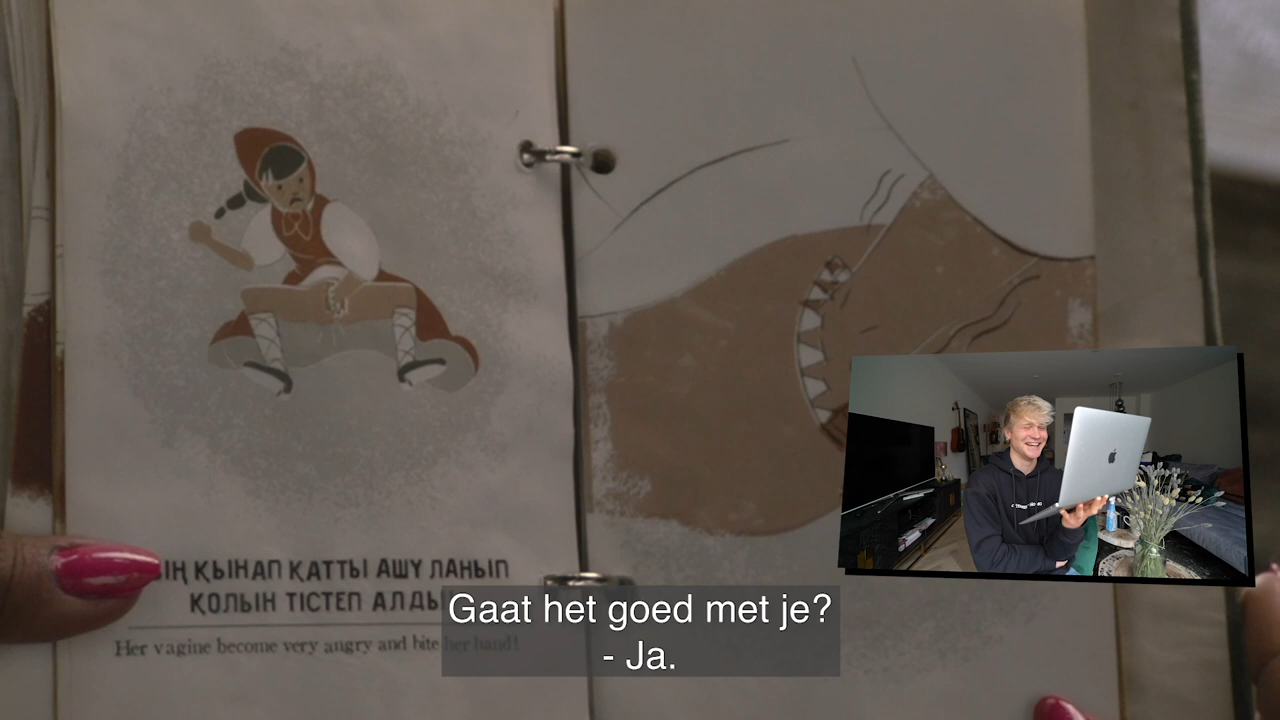 ЫҢ ҚЫНАП ҚАТТЫ АШУ ЛАНЫП
ҚОЛЫН ТІСТЕП АЛДЫ
Her vagine become very angry and bite her hand!
Gaat het goed met je?
- Ja.